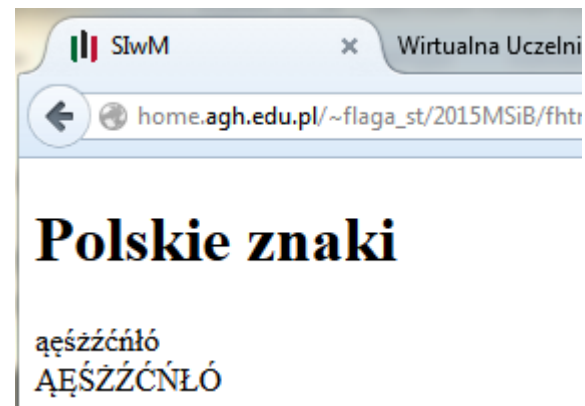 SIwM
Wirtualna Uczelni
home.agh.edu.pl/~flaga_st/2015MSiB/fht
Polskie znaki
ąęśżźćńłó
ĄĘŚŻŹĆŃŁÓ